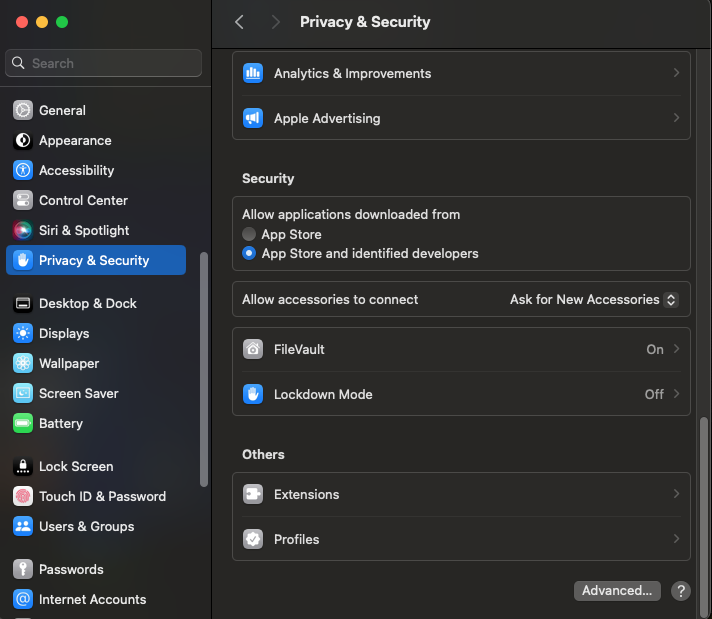 Privacy & Security
Search
General
Appearance
Accessibility
Control Center
Siri & Spotlight
Privacy & Security
Desktop & Dock
Displays
Wallpaper
Screen Saver
Battery
Lock Screen
Touch ID & Password
Users & Groups
Passwords
Internet Accounts
Analytics & Improvements
Apple Advertising
Security
Allow applications downloaded from
App Store
App Store and identified developers
Allow accessories to connect Ask for New Accessories
FileVault On
Lockdown Mode Off
Others
Extensions
Profiles
Advanced... ?